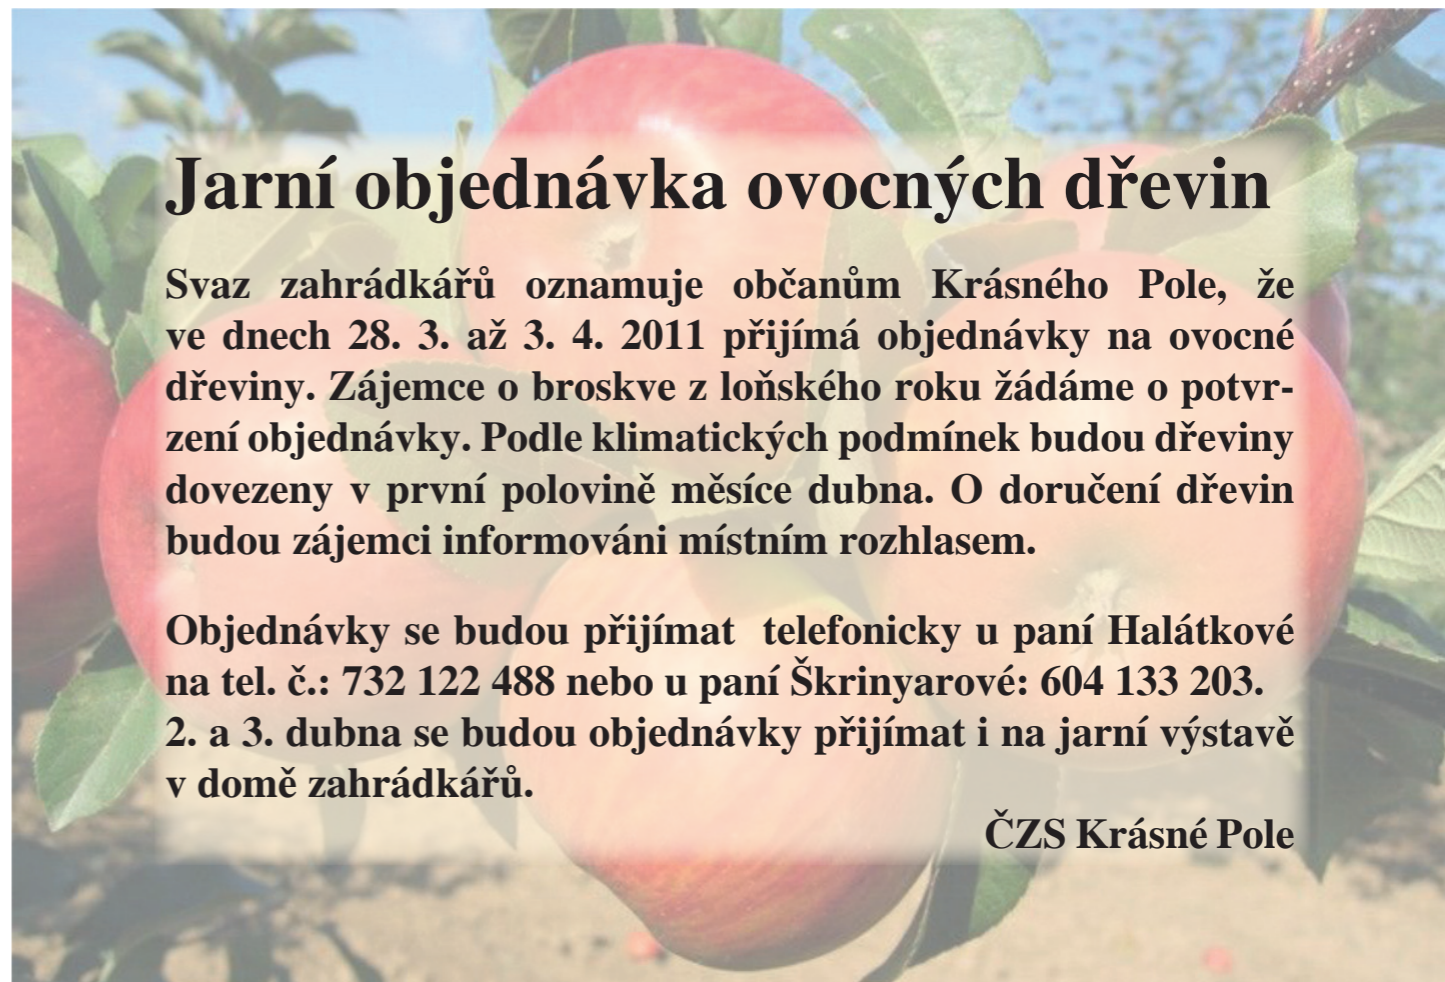 Jarní objednávka ovocných dřevin
Svaz zahrádkářů oznamuje občanům Krásného Pole, že
ve dnech 28. 3. až 3. 4. 2011 přijímá objednávky na ovocné
dřeviny. Zájemce o broskve z loňského roku žádáme o potvr-
zení objednávky. Podle klimatických podmínek budou dřeviny
dovezeny v první polovině měsíce dubna. O doručení dřevin
budou zájemci informováni místním rozhlasem.
Objednávky se budou přijímat  telefonicky u paní Halátkové
na tel. č.: 732 122 488 nebo u paní Škrinyarové: 604 133 203.
2. a 3. dubna se budou objednávky přijímat i na jarní výstavě
v domě zahrádkářů.
ČZS Krásné Pole